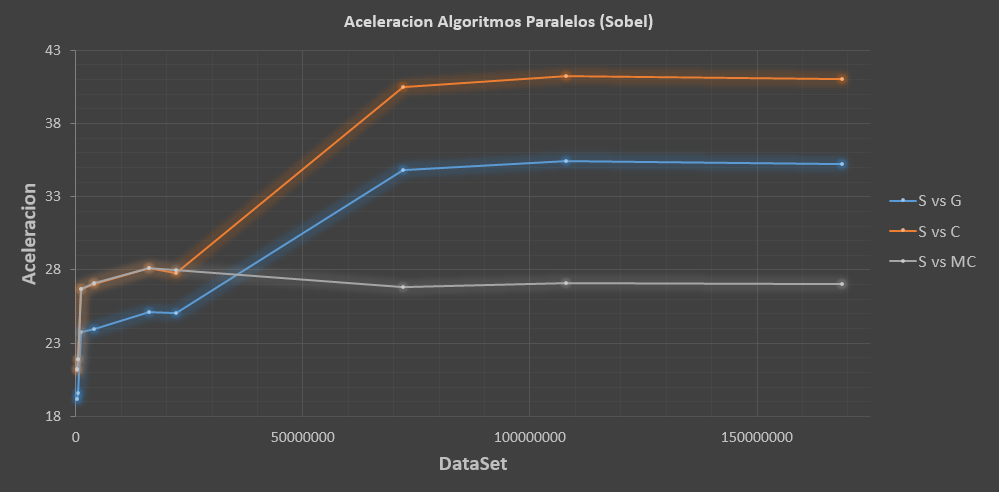 Aceleracion Algoritmos Paralelos (Sobel)
43
38
33
28
23
18
Aceleracion
0 50000000 100000000 150000000
DataSet
S vs G
S vs C
S vs MC